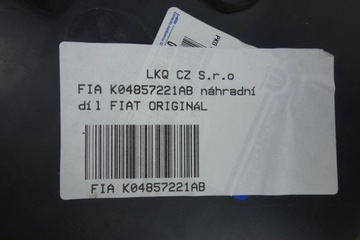 LKQ CZ S.r.o
FIA K04857221AB náhradní
díl FIAT ORIGINÁL
FIA K04857221AB